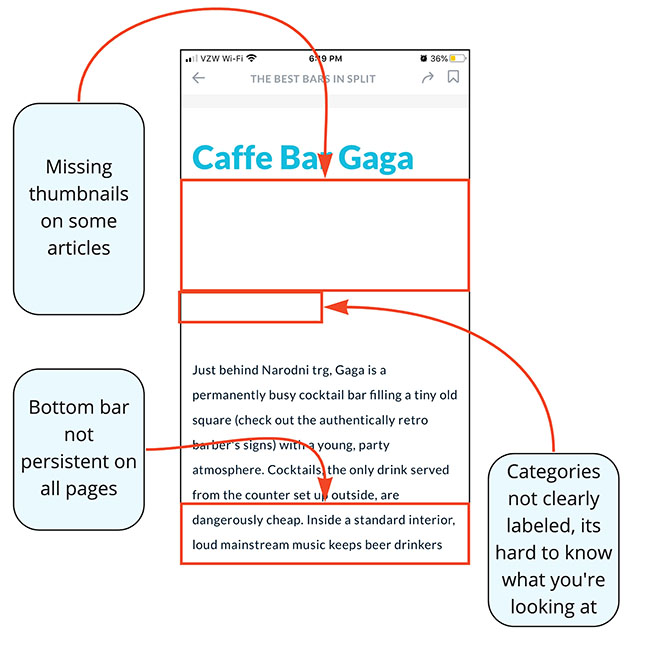 VZW Wi-Fi 6:19 PM 36%
THE BEST BARS IN SPLIT
Caffe Bar Gaga
Missing
thumbnails
on some
articles
Just behind Narodni trg, Gaga is a
permanently busy cocktail bar filling a tiny old
square (check out the authentically retro
barber's signs) with a young, party
atmosphere. Cocktails, the only drink served
from the counter set up outside, are
dangerously cheap. Inside a standard interior,
loud mainstream music keeps beer drinkers
Bottom bar
not
persistent on
all pages
Categories
not clearly
labeled, its
hard to know
what you're
looking at